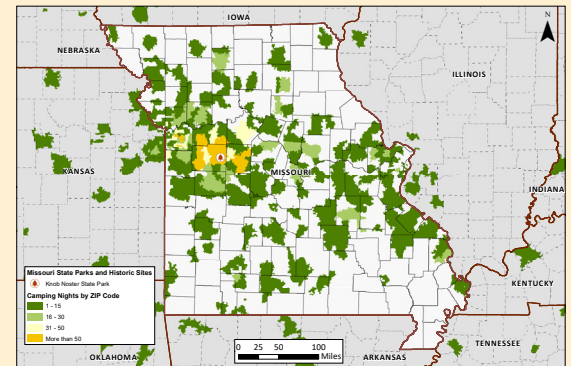 IOWA
N
NEBRASKA
ILLINOIS
KANSAS
MISSOURI
INDIANA
Missouri State Parks and Historic Sites
Knob Noster State Park
Camping Nights by ZIP Code
1 - 15
16 - 30
31 - 50
More than 50
KENTUCKY
0 25 50 100
Miles
OKLAHOMA
ARKANSAS
TENNESSEE